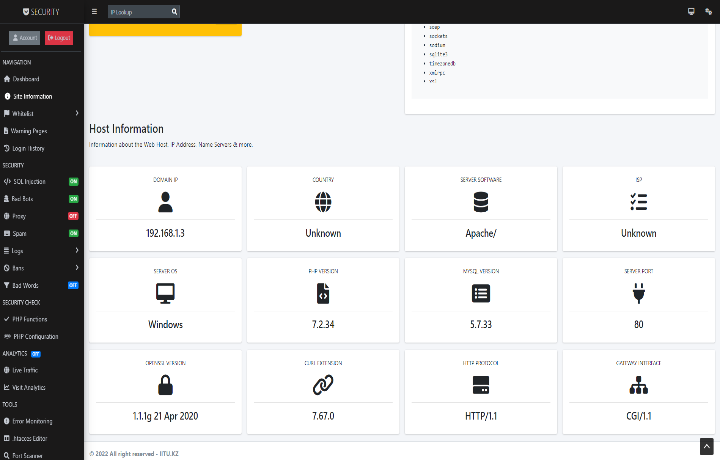 SECURITY
IP Lookup
Account
Logout
NAVIGATION
Dashboard
Site Information
Whitelist
Warning Pages
Login History
SECURITY
SQL Injection ON
Bad Bots ON
Proxy OFF
Spam ON
Logs
Bans
Bad Words OFF
SECURITY CHECK
PHP Functions
PHP Configuration
ANALYTICS OFF
Live Traffic
Visit Analytics
TOOLS
Error Monitoring
.htaccess Editor
Port Scanner
soap
sockets
sodium
sqlite3
timezonedb
xmlrpc
xsl
Host Information
Information about the Web Host, IP Address, Name Servers & more.
DOMAIN IP
192.168.1.3
COUNTRY
Unknown
SERVER SOFTWARE
Apache/
ISP
Unknown
SERVER OS
Windows
PHP VERSION
7.2.34
MYSQL VERSION
5.7.33
SERVER PORT
80
OPENSSL VERSION
1.1.1g 21 Apr 2020
CURL EXTENSION
7.67.0
HTTP PROTOCOL
HTTP/1.1
GATEWAY INTERFACE
CGI/1.1
© 2022 All right reserved - IITU.KZ